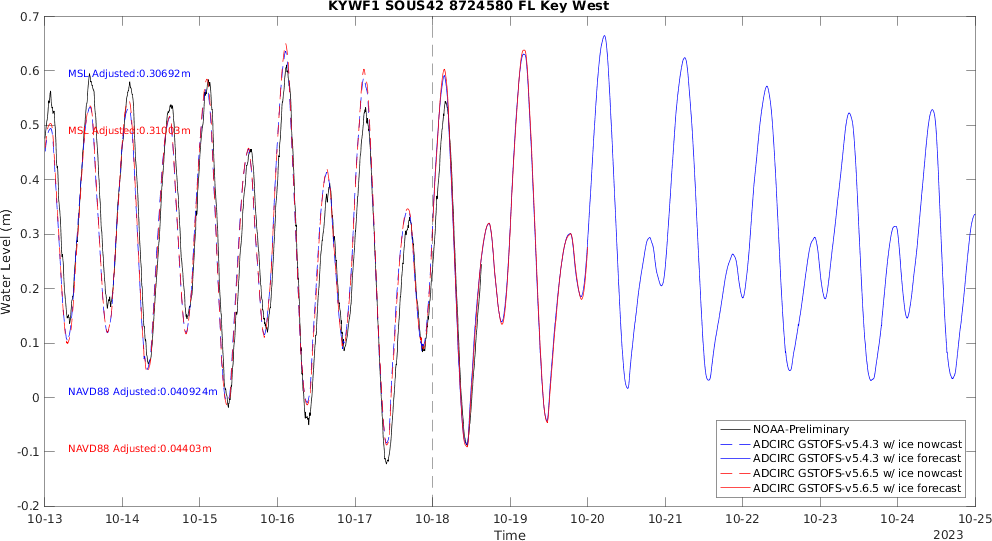 KYWF1 SOUS42 8724580 FL Key West
0.7
0.6
0.5
0.4
0.3
0.2
0.1
0
-0.1
-0.2
Water Level (m)
MSL Adjusted:0.30692m
MSL Adjusted:0.31003m
NAVD88 Adjusted:0.040924m
NAVD88 Adjusted:0.04403m
NOAA-Preliminary
ADCIRC GSTOFS-v5.4.3 w/ ice nowcast
ADCIRC GSTOFS-v5.4.3 w/ ice forecast
ADCIRC GSTOFS-v5.6.5 w/ ice nowcast
ADCIRC GSTOFS-v5.6.5 w/ ice forecast
10-13 10-14 10-15 10-16 10-17 10-18 10-19 10-20 10-21 10-22 10-23 10-24 10-25
Time
2023